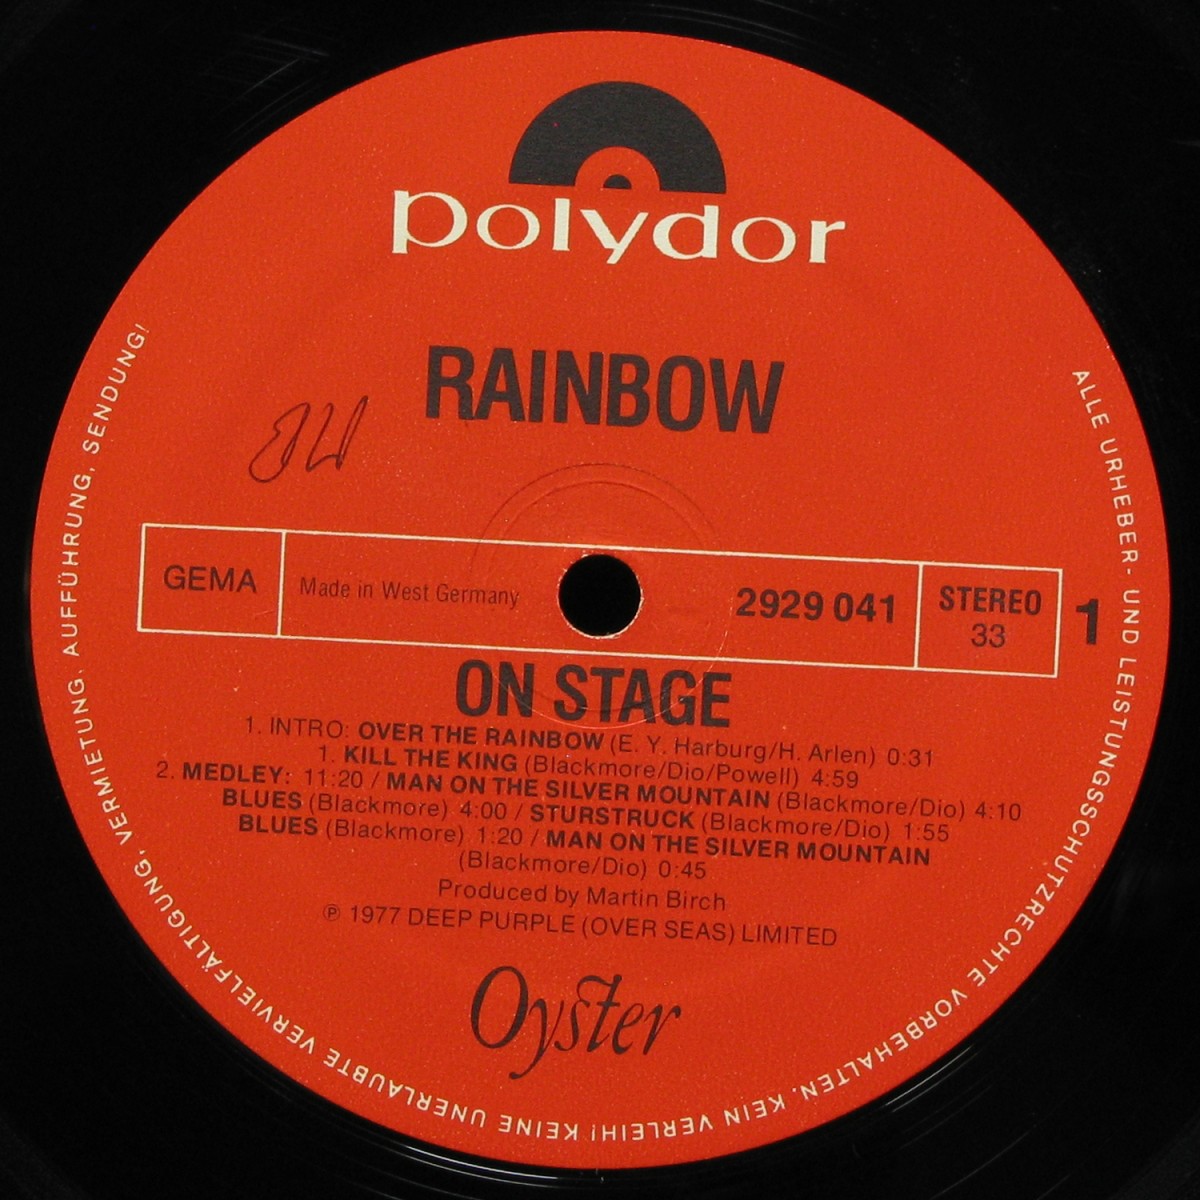 polydor
RAINBOW
GEMA
Made in West Germany
2929 041
STEREO
33
1
ON STAGE
1. INTRO: OVER THE RAINBOW (E. Y. Harburg/H. Arlen) 0:31
1. KILL THE KING (Blackmore/Dio/Powell) 4:59
2. MEDLEY: 11:20 / MAN ON THE SILVER MOUNTAIN (Blackmore/Dio) 4:10
BLUES (Blackmore) 4:00 / STURSTRUCK (Blackmore/Dio) 1:55
BLUES (Blackmore) 1:20 / MAN ON THE SILVER MOUNTAIN
(Blackmore/Dio) 0:45
Produced by Martin Birch
℗ 1977 DEEP PURPLE (OVER SEAS) LIMITED
Oyster
ALLE URHEBER- UND LEISTUNGSSCHUTZRECHTE VORBEHALTEN. KEIN VERLEIH! KEINE UNERLAUBTE VERVIELFÄLTIGUNG, VERMIETUNG, AUFFÜHRUNG, SENDUNG!